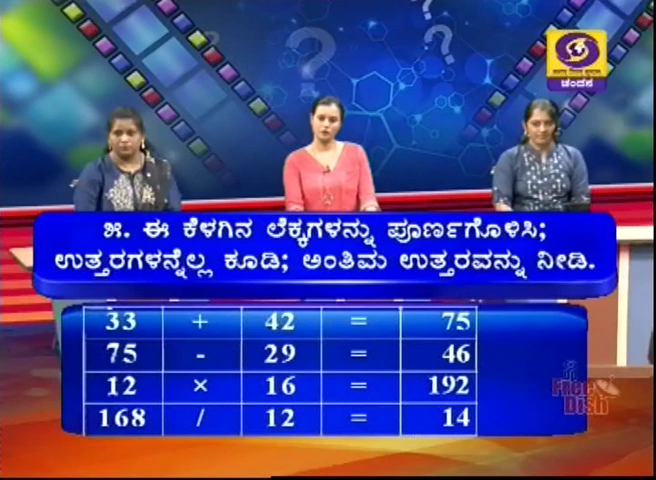 ಚಂದನ
೫. ಈ ಕೆಳಗಿನ ಲೆಕ್ಕಗಳನ್ನು ಪೂರ್ಣಗೊಳಿಸಿ;
ಉತ್ತರಗಳನ್ನೆಲ್ಲ ಕೂಡಿ; ಅಂತಿಮ ಉತ್ತರವನ್ನು ನೀಡಿ.
33 + 42 = 75
75 - 29 = 46
12 × 16 = 192
168 / 12 = 14
Free
Dish